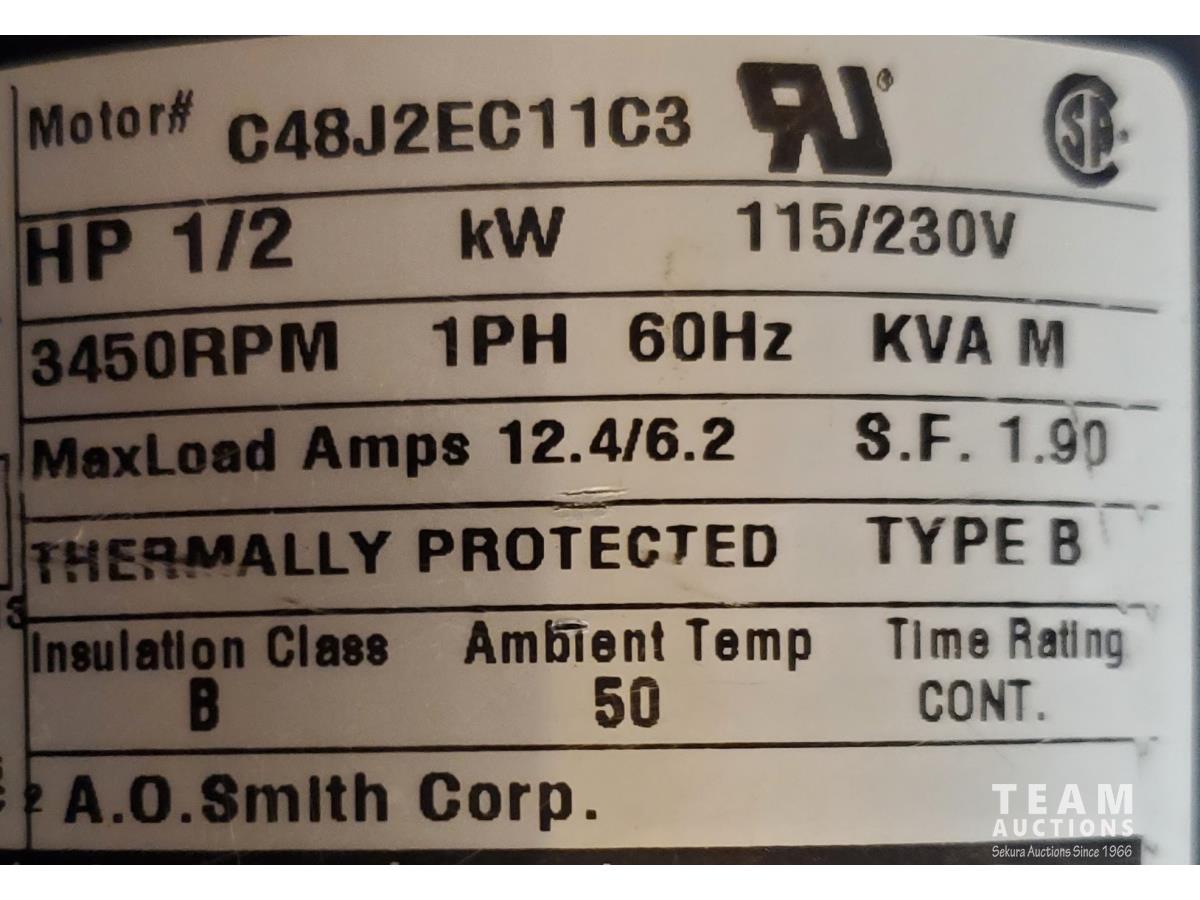 Motor# C48J2EC11C3
HP 1/2 kW 115/230V
3450RPM 1PH 60Hz KVA M
MaxLoad Amps 12.4/6.2 S.F. 1.90
THERMALLY PROTECTED TYPE B
Insulation Class Ambient Temp Time Rating
B 50 CONT.
A.O.Smith Corp.
TEAM
AUCTIONS
Sekura Auctions Since 1966